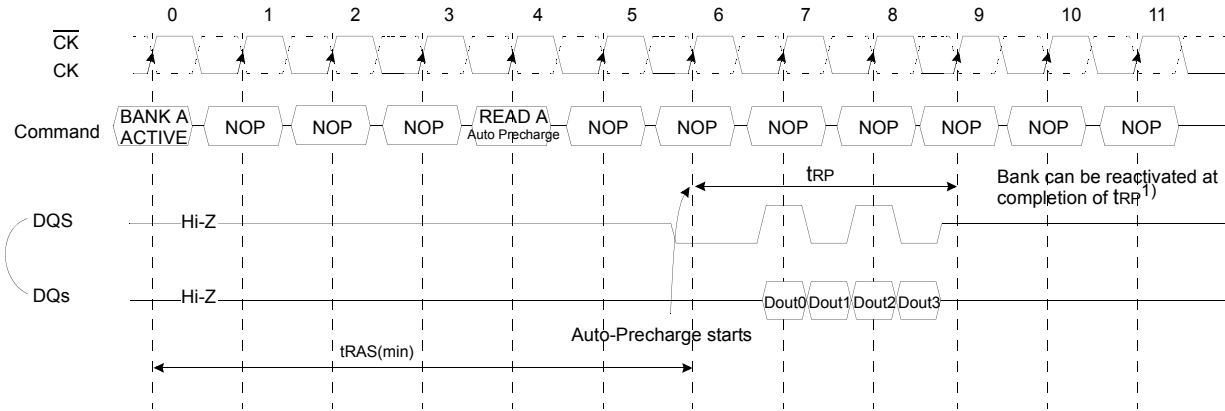 0 1 2 3 4 5 6 7 8 9 10 11
CK
CK
Command
BANK A
ACTIVE
NOP NOP NOP
READ A
Auto Precharge
NOP NOP NOP NOP NOP NOP NOP
tRP
Bank can be reactivated at
completion of tRP1)
DQS
Hi-Z
DQs
Hi-Z
Dout0 Dout1 Dout2 Dout3
Auto-Precharge starts
tRAS(min)